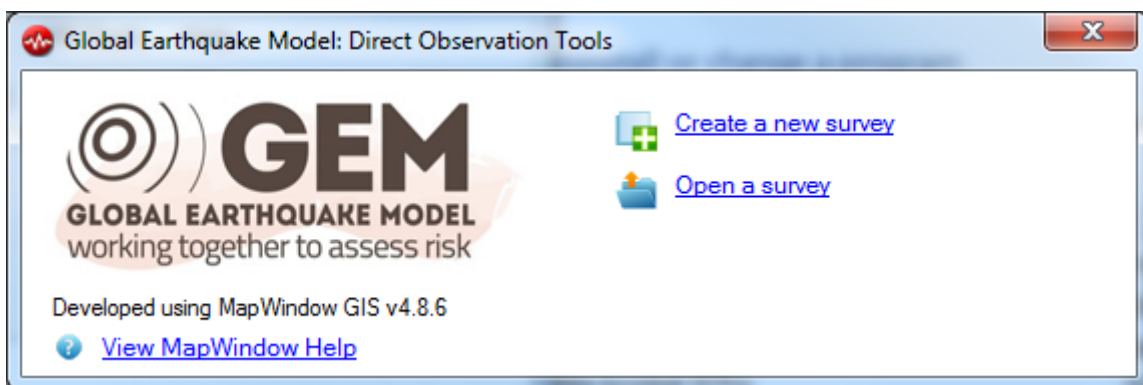 Global Earthquake Model: Direct Observation Tools
GEM
GLOBAL EARTHQUAKE MODEL
working together to assess risk
Create a new survey
Open a survey
Developed using MapWindow GIS v4.8.6
View MapWindow Help